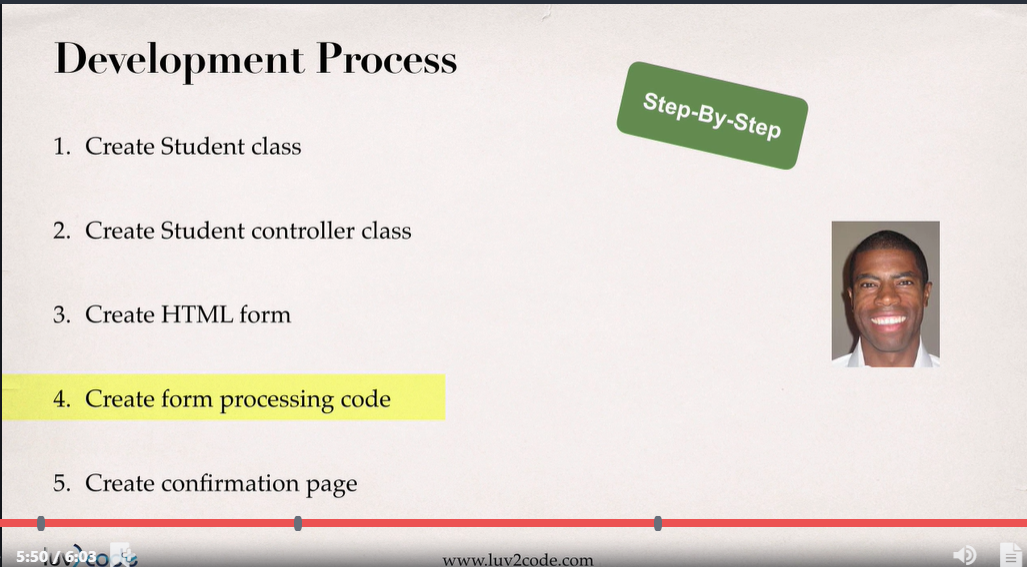 Development Process
Step-By-Step
1. Create Student class
2. Create Student controller class
3. Create HTML form
4. Create form processing code
5. Create confirmation page
5:50 / 6:03
www.luv2code.com